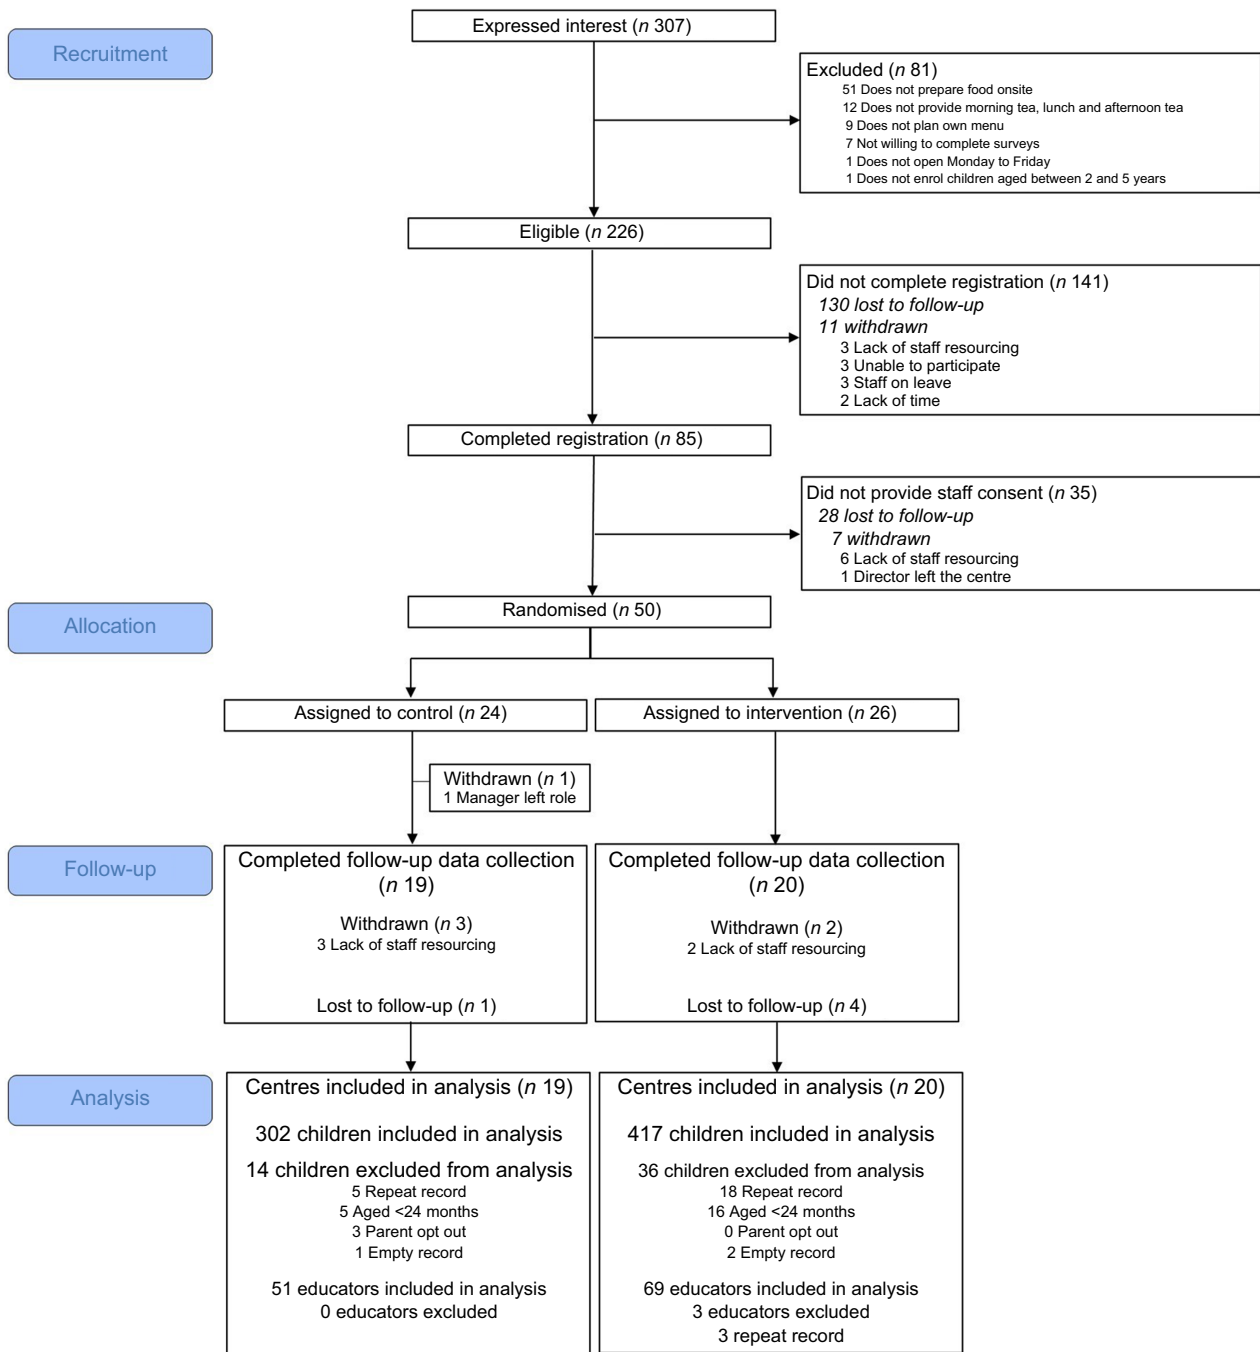 Recruitment
Expressed interest (n 307)
Excluded (n 81)
51 Does not prepare food onsite
12 Does not provide morning tea, lunch and afternoon tea
9 Does not plan own menu
7 Not willing to complete surveys
1 Does not open Monday to Friday
1 Does not enrol children aged between 2 and 5 years
Eligible (n 226)
Did not complete registration (n 141)
130 lost to follow-up
11 withdrawn
3 Lack of staff resourcing
3 Unable to participate
3 Staff on leave
2 Lack of time
Completed registration (n 85)
Did not provide staff consent (n 35)
28 lost to follow-up
7 withdrawn
6 Lack of staff resourcing
1 Director left the centre
Allocation
Randomised (n 50)
Assigned to control (n 24)
Assigned to intervention (n 26)
Withdrawn (n 1)
1 Manager left role
Follow-up
Completed follow-up data collection
(n 19)
Withdrawn (n 3)
3 Lack of staff resourcing
Lost to follow-up (n 1)
Completed follow-up data collection
(n 20)
Withdrawn (n 2)
2 Lack of staff resourcing
Lost to follow-up (n 4)
Analysis
Centres included in analysis (n 19)
302 children included in analysis
14 children excluded from analysis
5 Repeat record
5 Aged <24 months
3 Parent opt out
1 Empty record
51 educators included in analysis
0 educators excluded
Centres included in analysis (n 20)
417 children included in analysis
36 children excluded from analysis
18 Repeat record
16 Aged <24 months
0 Parent opt out
2 Empty record
69 educators included in analysis
3 educators excluded
3 repeat record